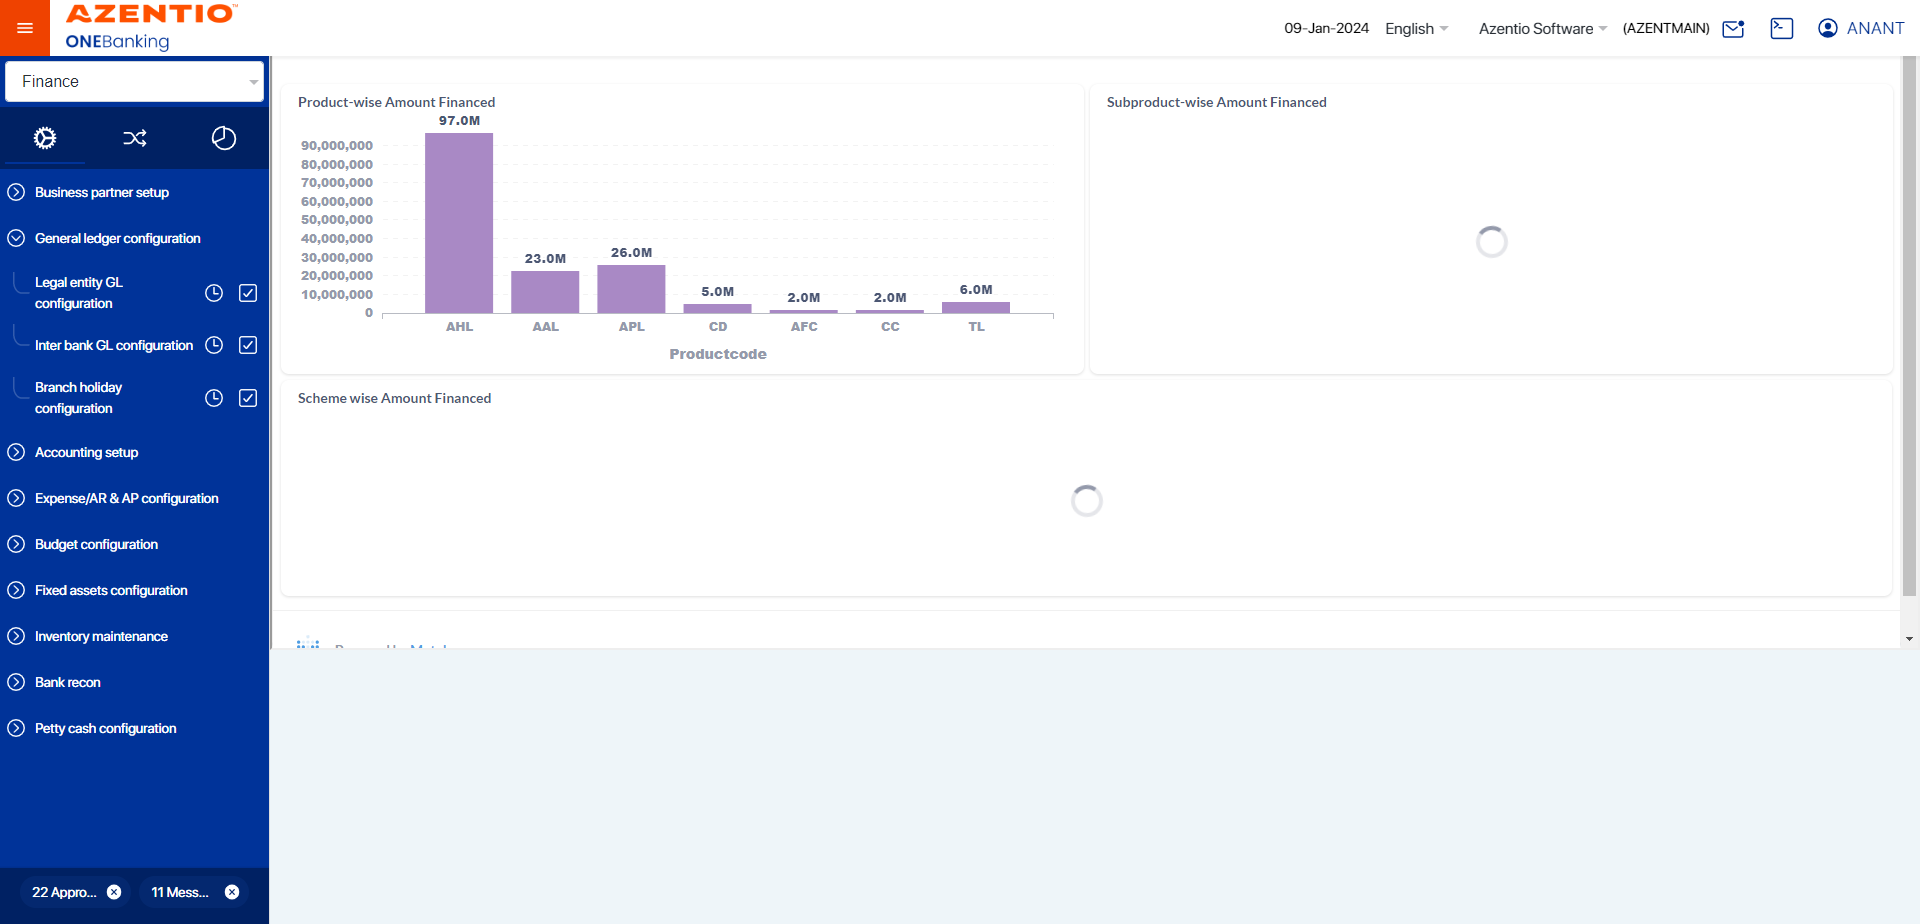 AZENTIO™
ONEBanking
09-Jan-2024 English Azentio Software (AZENTMAIN) ANANT
Finance
Business partner setup
General ledger configuration
Legal entity GL
configuration
Inter bank GL configuration
Branch holiday
configuration
Accounting setup
Expense/AR & AP configuration
Budget configuration
Fixed assets configuration
Inventory maintenance
Bank recon
Petty cash configuration
22 Appro...
11 Mess...
Product-wise Amount Financed
97.0M
90,000,000
80,000,000
70,000,000
60,000,000
50,000,000
40,000,000
30,000,000
20,000,000
10,000,000
0
23.0M
26.0M
5.0M
2.0M
2.0M
6.0M
AHL AAL APL CD AFC CC TL
Productcode
Subproduct-wise Amount Financed
Scheme wise Amount Financed